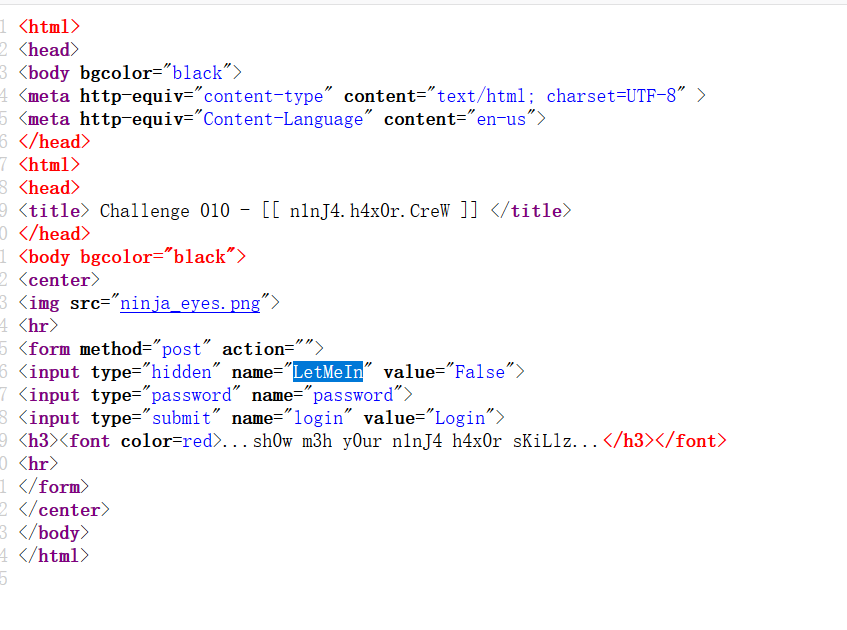 1 <html>
2 <head>
3 <body bgcolor="black">
4 <meta http-equiv="content-type" content="text/html; charset=UTF-8" >
5 <meta http-equiv="Content-Language" content="en-us">
6 </head>
7 <html>
8 <head>
9 <title> Challenge 010 - [[ n1nJ4.h4x0r.CreW ]] </title>
0 </head>
1 <body bgcolor="black">
2 <center>
3 <img src="ninja_eyes.png">
4 <hr>
5 <form method="post" action="">
6 <input type="hidden" name="LetMeIn" value="False">
7 <input type="password" name="password">
8 <input type="submit" name="login" value="Login">
9 <h3><font color=red>...sh0w m3h y0ur n1nJ4 h4x0r sKiLlz...</h3></font>
0 <hr>
1 </form>
2 </center>
3 </body>
4 </html>
5